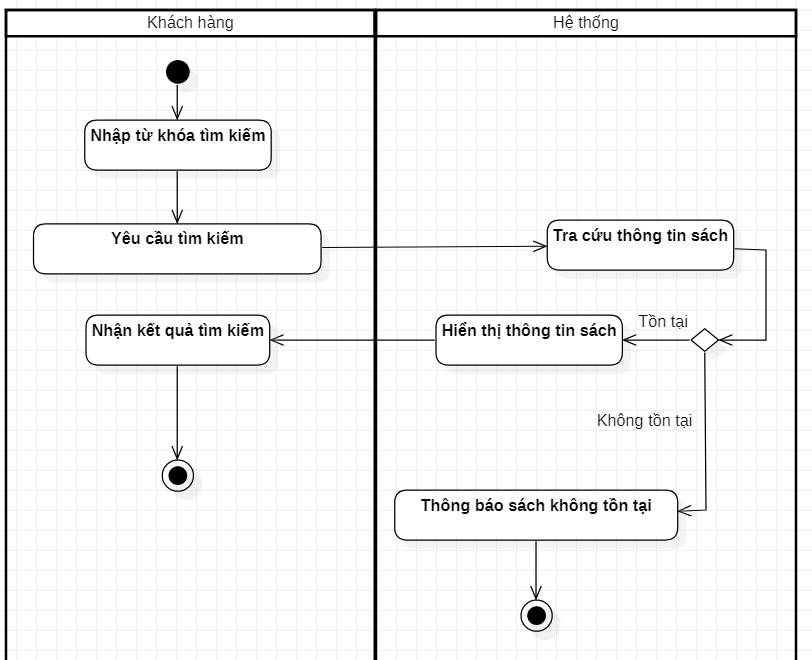 Khách hàng
Hệ thống
Nhập từ khóa tìm kiếm
Yêu cầu tìm kiếm
Tra cứu thông tin sách
Nhận kết quả tìm kiếm
Hiển thị thông tin sách
Tồn tại
Không tồn tại
Thông báo sách không tồn tại